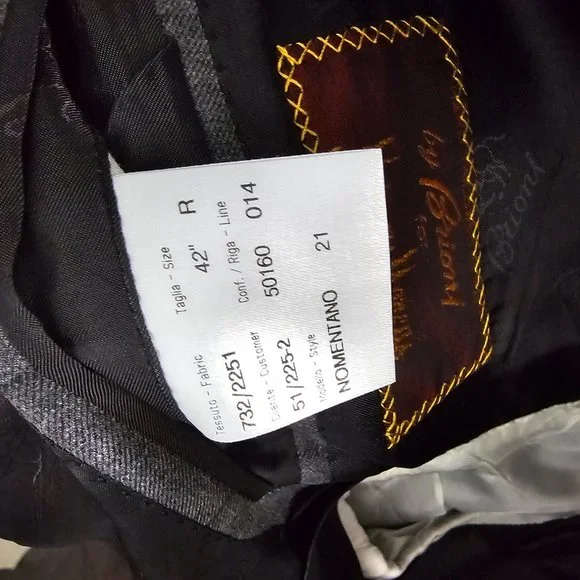 Tessuto - Fabric Taglia - Size
732/2251 42" R
Cliente - Customer Conf. / Riga - Line
51/225-2 50160 014
Modello - Style
NOMENTANO 21
by Brioni
Brioni